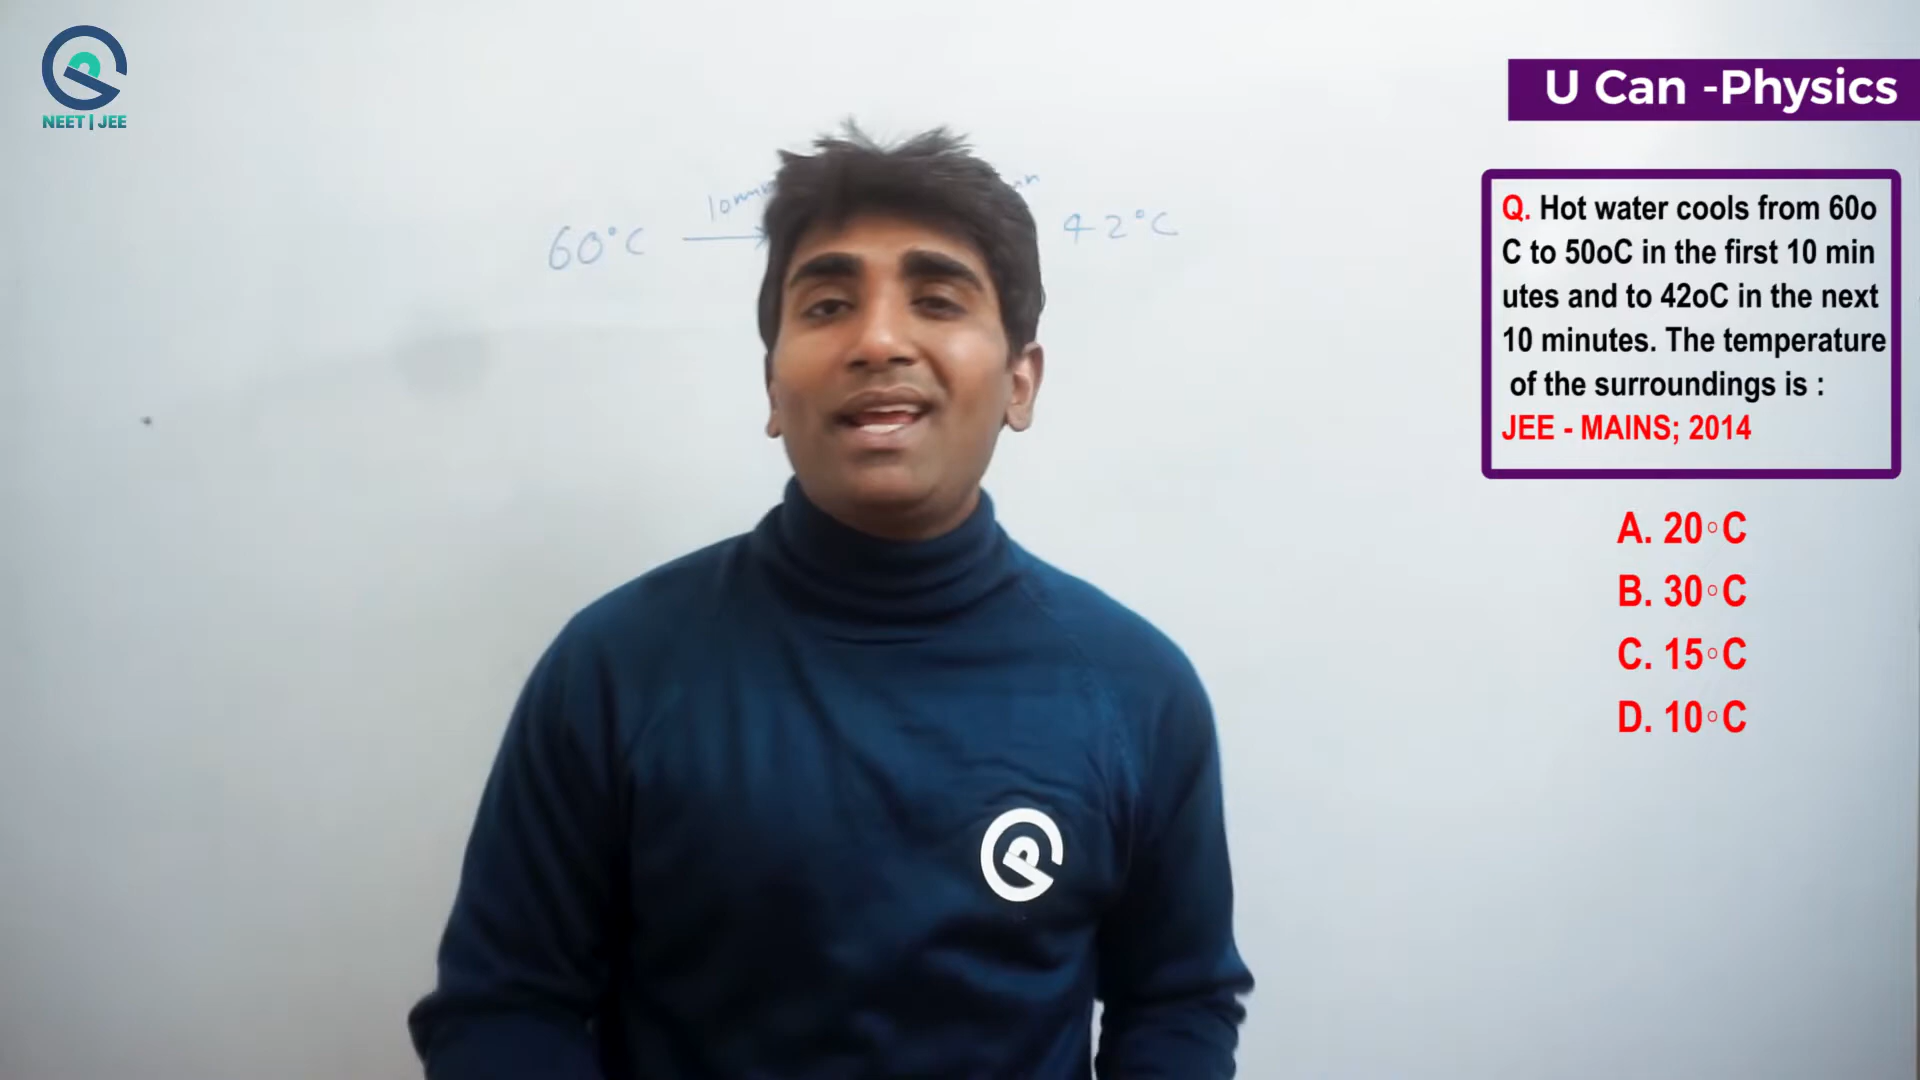 NEET | JEE
U Can -Physics
60°C
42°C
Q. Hot water cools from 60o
C to 50oC in the first 10 min
utes and to 42oC in the next
10 minutes. The temperature
of the surroundings is :
JEE - MAINS; 2014
A. 20°C
B. 30°C
C. 15°C
D. 10°C